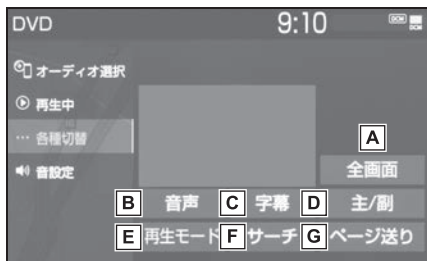 DVD 9:10 DCM DCM
オーディオ選択
再生中
… 各種切替
音設定
A
全画面
B 音声 C 字幕 D 主/副
E 再生モード F サーチ G ページ送り